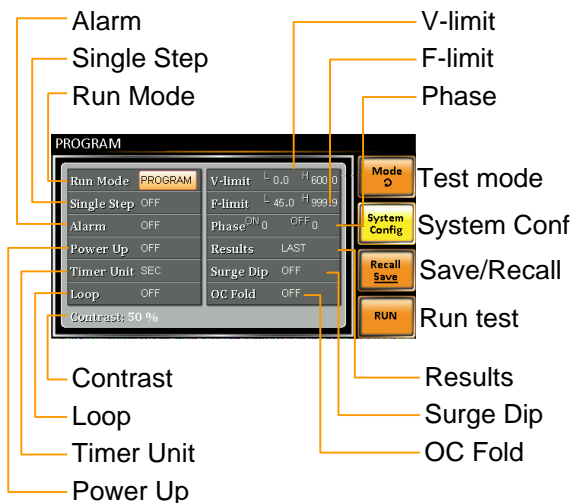 Alarm
Single Step
Run Mode
V-limit
F-limit
Phase
PROGRAM
Run Mode PROGRAM
Single Step OFF
Alarm OFF
Power Up OFF
Timer Unit SEC
Loop OFF
Contrast: 50 %
V-limit L 0.0 H 600.0
F-limit L 45.0 H 999.9
Phase ON 0 OFF 0
Results LAST
Surge Dip OFF
OC Fold OFF
Mode
System
Config
Recall
Save
RUN
Test mode
System Conf
Save/Recall
Run test
Contrast
Loop
Timer Unit
Power Up
Results
Surge Dip
OC Fold